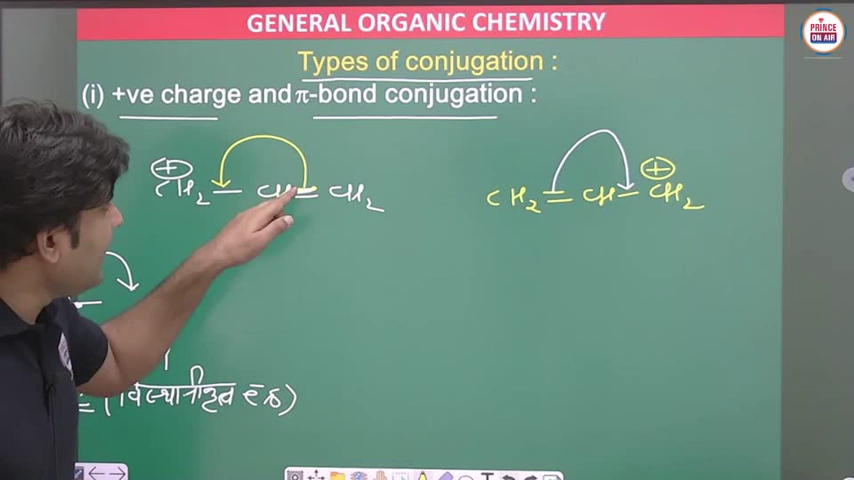 GENERAL ORGANIC CHEMISTRY
PRINCE
ON AIR
Types of conjugation :
(i) +ve charge and π-bond conjugation :
⊕ ⊕
CH₂ – CH = CH₂ CH₂ = CH – CH₂